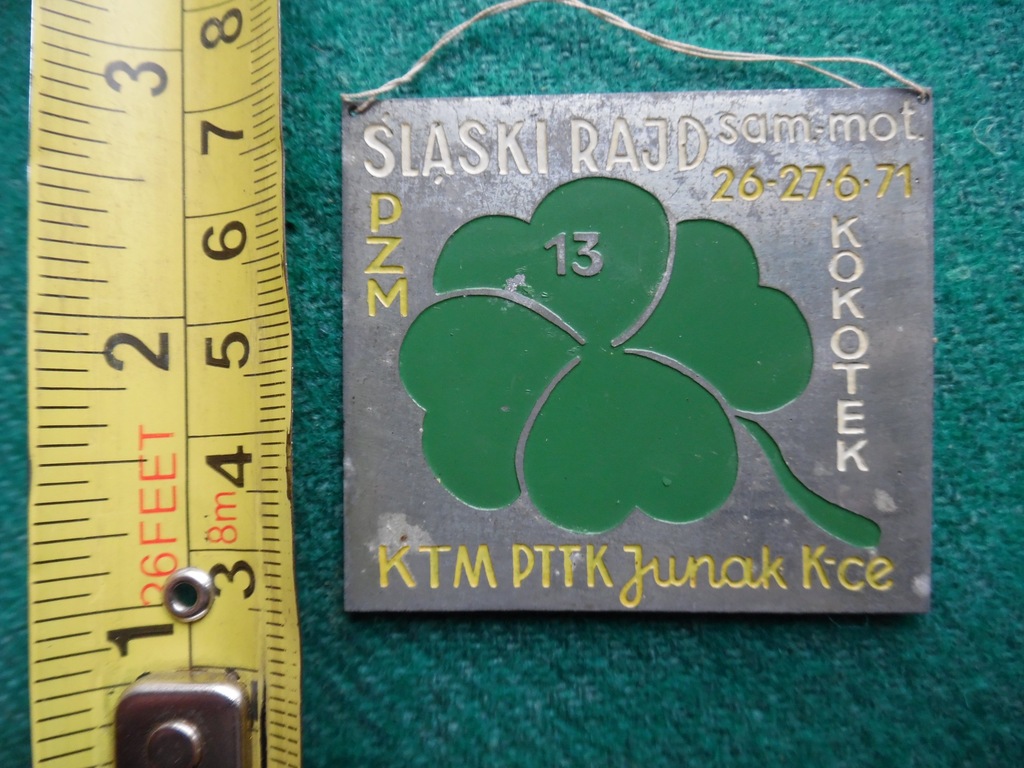 ŚLĄSKI RAJD sam.-mot.
26-27·6·71
PZM
13
KOKOTEK
KTM PTTK Junak K-ce
3
2
26FEET
1
8
7
6
5
4
8m
3